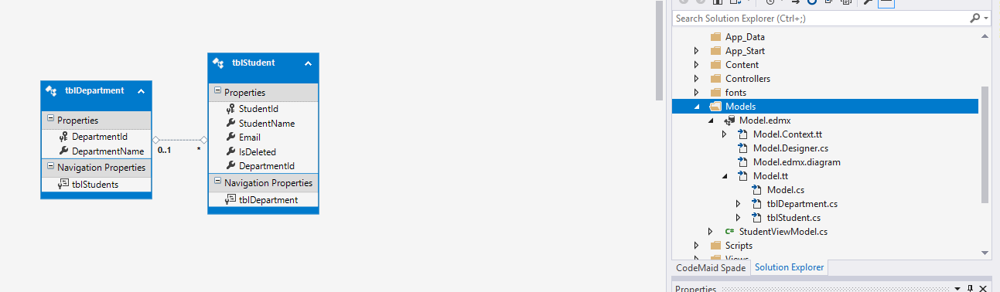 tblDepartment
Properties
DepartmentId
DepartmentName
Navigation Properties
tblStudents
0..1
*
tblStudent
Properties
StudentId
StudentName
Email
IsDeleted
DepartmentId
Navigation Properties
tblDepartment
Search Solution Explorer (Ctrl+;)
App_Data
App_Start
Content
Controllers
fonts
Models
Model.edmx
Model.Context.tt
Model.Designer.cs
Model.edmx.diagram
Model.tt
Model.cs
tblDepartment.cs
tblStudent.cs
C# StudentViewModel.cs
Scripts
Views
CodeMaid Spade
Solution Explorer
Properties